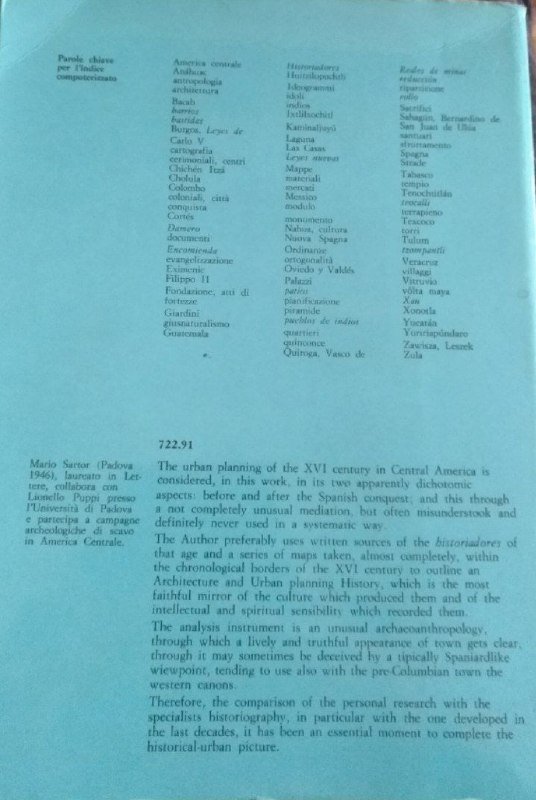 Parole chiave
per l'indice
computerizzato
America centrale
Anáhuac
antropologia
architettura
Bacab
barrios
bastidas
Burgos, Leyes de
Carlo V
cartografia
cerimoniali, centri
Chichén Itzá
Cholula
Colombo
coloniali, città
conquista
Cortés
Damero
documenti
Encomienda
evangelizzazione
Eximenic
Filippo II
Fondazione, atti di
fortezze
Giardini
giusnaturalismo
Guatemala
Historiadores
Huitzilopochtli
Ideogrammi
idoli
indios
Ixtlilxochitl
Kaminaljuyú
Laguna
Las Casas
Leyes nuevas
Mappe
materiali
mercati
Messico
modulo
monumento
Nahua, cultura
Nuova Spagna
Ordinanze
ortogonalità
Oviedo y Valdés
Palazzi
patios
pianificazione
piramide
pueblos de indios
quartieri
quinconce
Quiroga, Vasco de
Reales de minas
reducción
ripartizione
rollo
Sacrifici
Sahagún, Bernardino de
San Juan de Ulúa
santuari
sfruttamento
Spagna
Strade
Tabasco
tempio
Tenochtitlán
teocalli
terrapieno
Texcoco
torri
Tulum
tzompantli
Veracruz
villaggi
Vitruvio
vôlta maya
Xau
Xonotla
Yucatán
Yuririapúndaro
Zawisza, Leszek
Zula
722.91
Mario Sartor (Padova
1946), laureato in Let-
tere, collabora con
Lionello Puppi presso
l'Università di Padova
e partecipa a campagne
archeologiche di scavo
in America Centrale.
The urban planning of the XVI century in Central America is
considered, in this work, in its two apparently dichotomic
aspects: before and after the Spanish conquest; and this through
a not completely unusual mediation, but often misunderstood and
definitely never used in a systematic way.
The Author preferably uses written sources of the historiadores of
that age and a series of maps taken, almost completely, within
the chronological borders of the XVI century to outline an
Architecture and Urban planning History, which is the most
faithful mirror of the culture which produced them and of the
intellectual and spiritual sensibility which recorded them.
The analysis instrument is an unusual archaeoanthropology,
through which a lively and truthful appearance of town gets clear,
through it may sometimes be deceived by a tipically Spaniardlike
viewpoint, tending to use also with the pre-Columbian town the
western canons.
Therefore, the comparison of the personal research with the
specialists historiography, in particular with the one developed in
the last decades, it has been an essential moment to complete the
historical-urban picture.